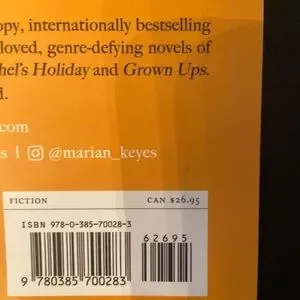 opy, internationally bestselling
loved, genre-defying novels of
hel's Holiday and Grown Ups.
d.
com
s | @marian_keyes
FICTION CAN $26.95
ISBN 978-0-385-70028-3
62695
9 780385 700283